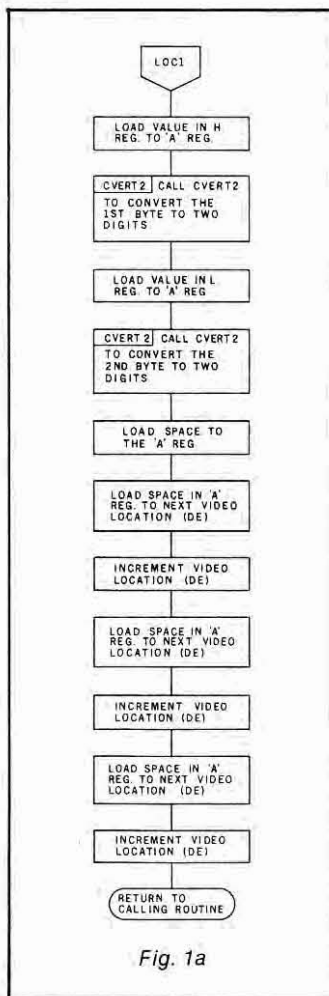 LOC1
LOAD VALUE IN H
REG. TO 'A' REG.
CVERT2 CALL CVERT2
TO CONVERT THE
1ST BYTE TO TWO
DIGITS
LOAD VALUE IN L
REG. TO 'A' REG
CVERT2 CALL CVERT2
TO CONVERT THE
2ND BYTE TO TWO
DIGITS
LOAD SPACE TO
THE 'A' REG
LOAD SPACE IN 'A'
REG. TO NEXT VIDEO
LOCATION (DE)
INCREMENT VIDEO
LOCATION (DE)
LOAD SPACE IN 'A'
REG. TO NEXT VIDEO
LOCATION (DE)
INCREMENT VIDEO
LOCATION (DE)
LOAD SPACE IN 'A'
REG. TO NEXT VIDEO
LOCATION (DE)
INCREMENT VIDEO
LOCATION (DE)
RETURN TO
CALLING ROUTINE
Fig. 1a